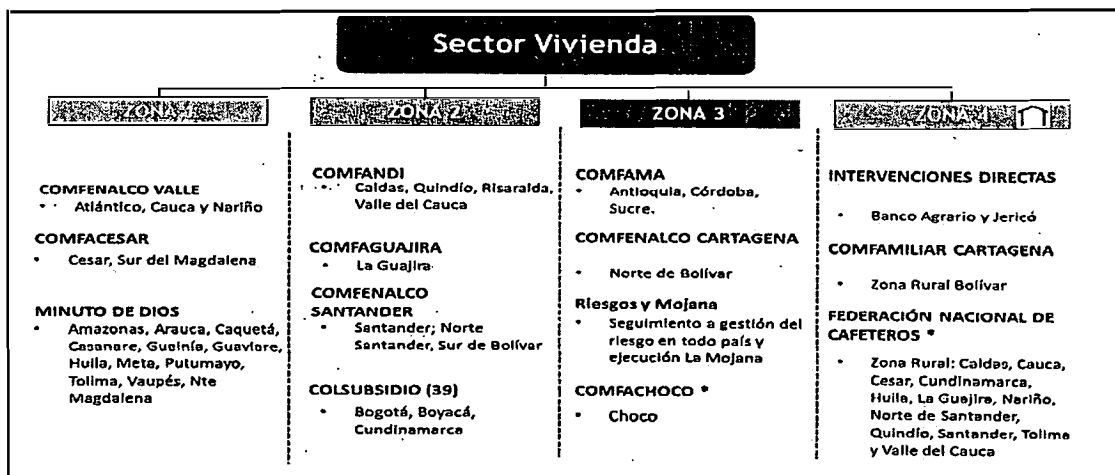 Sector Vivienda
ZONA 1
COMFENALCO VALLE
• Atlántico, Cauca y Nariño
COMFACESAR
• Cesar, Sur del Magdalena
MINUTO DE DIOS
• Amazonas, Arauca, Caquetá,
Casanare, Guainía, Guaviare,
Huila, Meta, Putumayo,
Tolima, Vaupés, Nte
Magdalena
ZONA 2
COMFANDI
• Caldas, Quindío, Risaralda,
Valle del Cauca
COMFAGUAJIRA
• La Guajira
COMFENALCO
SANTANDER
• Santander; Norte
Santander, Sur de Bolívar
COLSUBSIDIO (39)
• Bogotá, Boyacá,
Cundinamarca
ZONA 3
COMFAMA
• Antioquia, Córdoba,
Sucre.
COMFENALCO CARTAGENA
• Norte de Bolívar
Riesgos y Mojana
• Seguimiento a gestión del
riesgo en todo país y
ejecución La Mojana
COMFACHOCO *
• Choco
ZONA 4
INTERVENCIONES DIRECTAS
• Banco Agrario y Jericó
COMFAMILIAR CARTAGENA
• Zona Rural Bolívar
FEDERACIÓN NACIONAL DE
CAFETEROS *
• Zona Rural: Caldas, Cauca,
Cesar, Cundinamarca,
Huila, La Guajira, Nariño,
Norte de Santander,
Quindío, Santander, Tolima
y Valle del Cauca